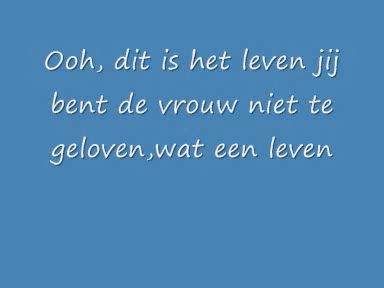 Ooh, dit is het leven jij
bent de vrouw niet te
geloven,wat een leven